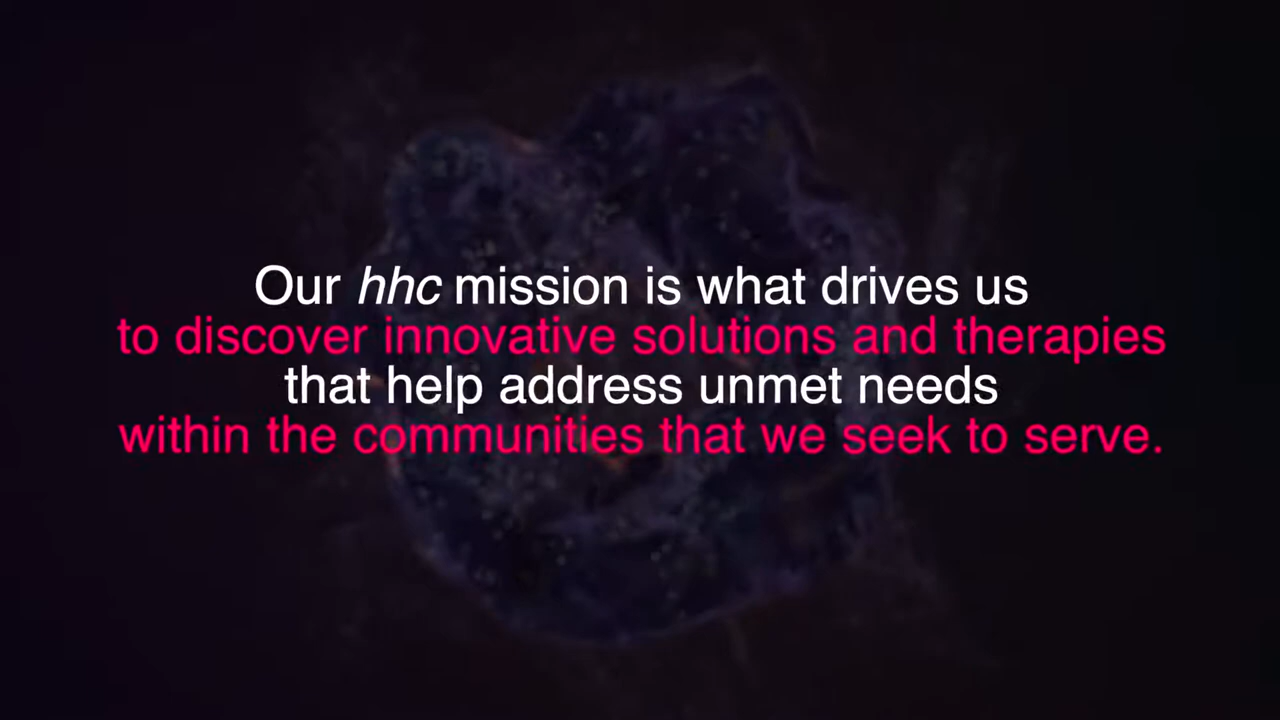 Our hhc mission is what drives us
to discover innovative solutions and therapies
that help address unmet needs
within the communities that we seek to serve.